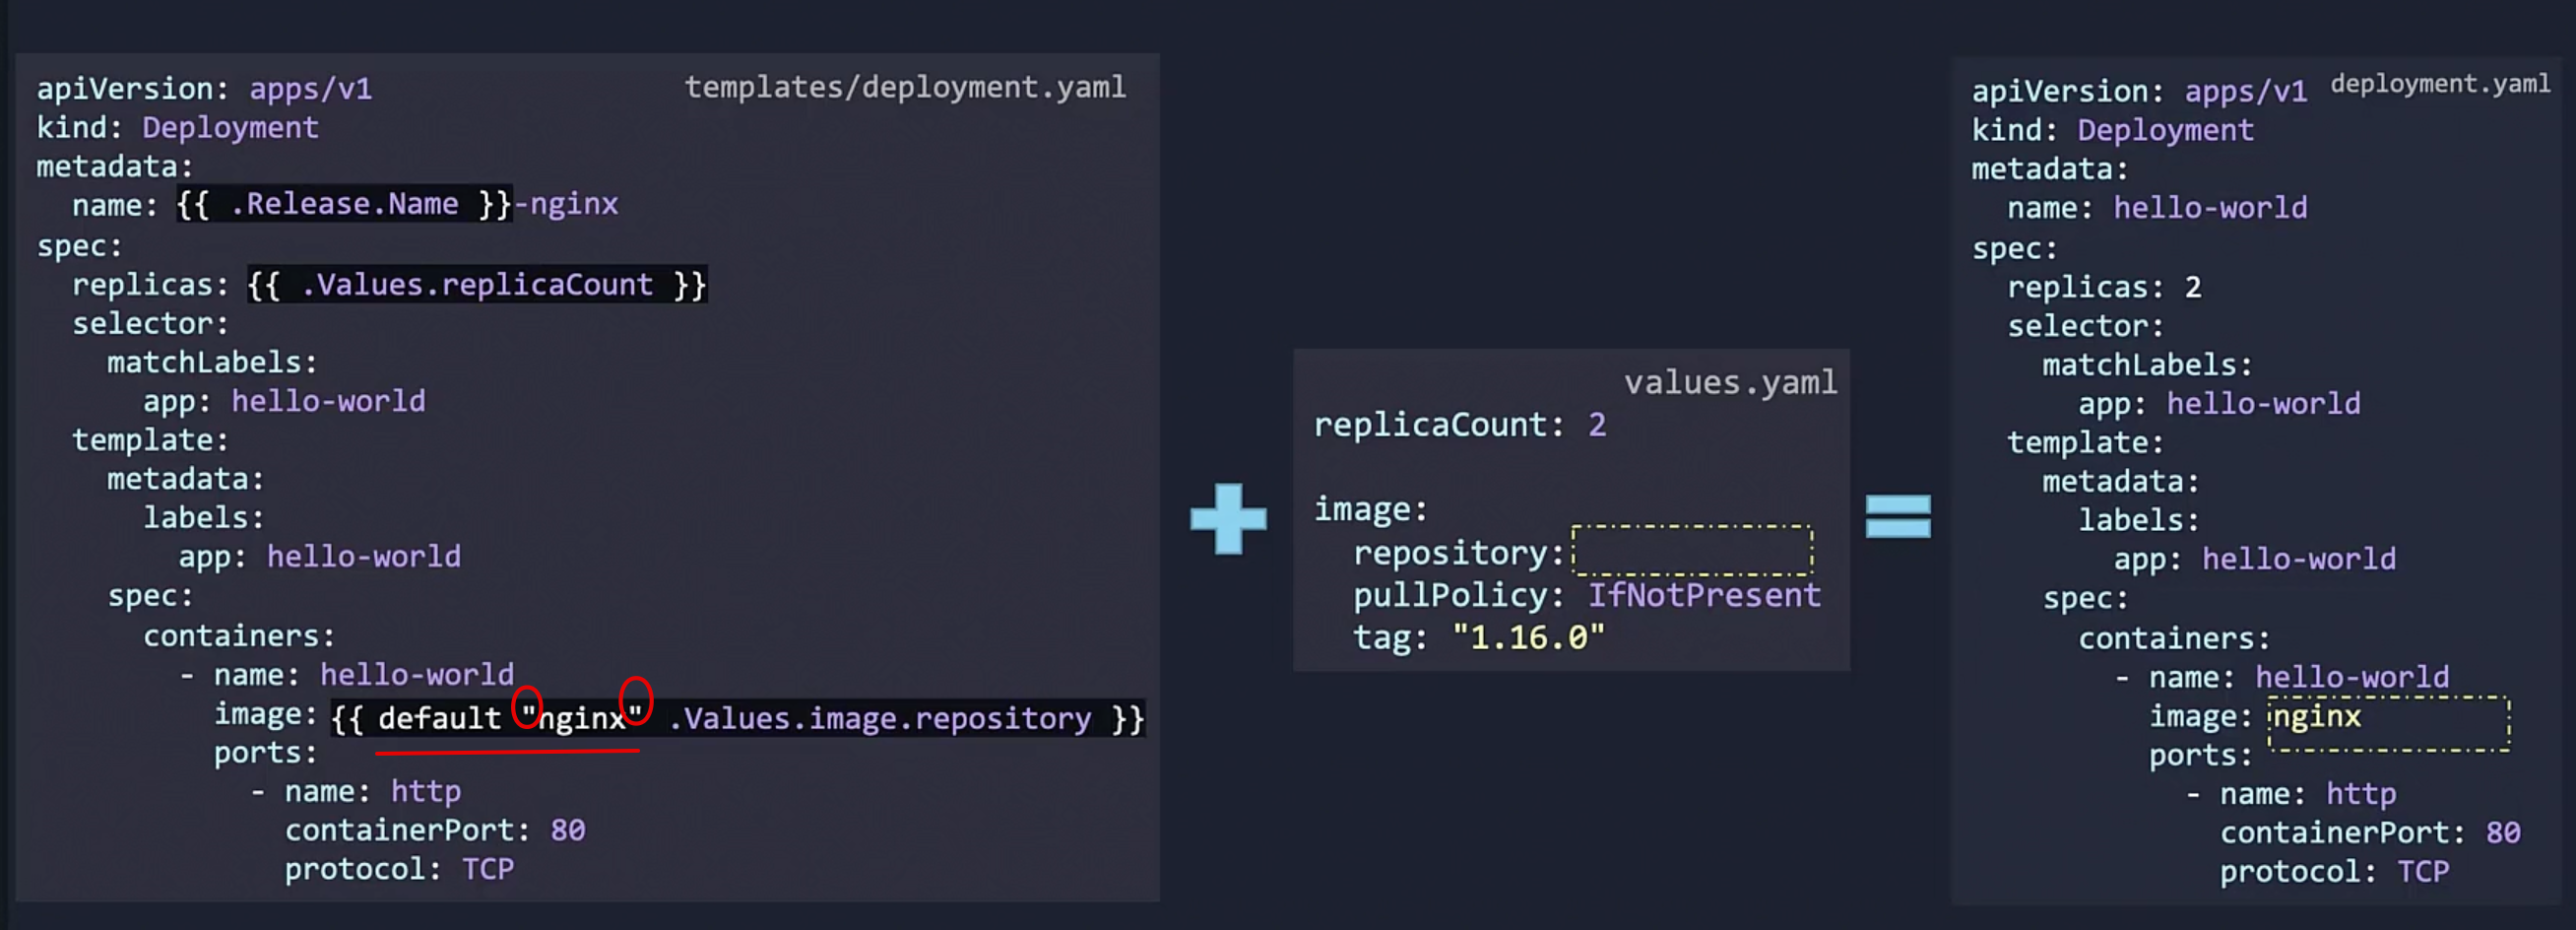 templates/deployment.yaml
apiVersion: apps/v1
kind: Deployment
metadata:
  name: {{ .Release.Name }}-nginx
spec:
  replicas: {{ .Values.replicaCount }}
  selector:
    matchLabels:
      app: hello-world
  template:
    metadata:
      labels:
        app: hello-world
    spec:
      containers:
        - name: hello-world
          image: {{ default "nginx" .Values.image.repository }}
          ports:
            - name: http
              containerPort: 80
              protocol: TCP
values.yaml
replicaCount: 2
image:
  repository:
  pullPolicy: IfNotPresent
  tag: "1.16.0"
deployment.yaml
apiVersion: apps/v1
kind: Deployment
metadata:
  name: hello-world
spec:
  replicas: 2
  selector:
    matchLabels:
      app: hello-world
  template:
    metadata:
      labels:
        app: hello-world
    spec:
      containers:
        - name: hello-world
          image: nginx
          ports:
            - name: http
              containerPort: 80
              protocol: TCP